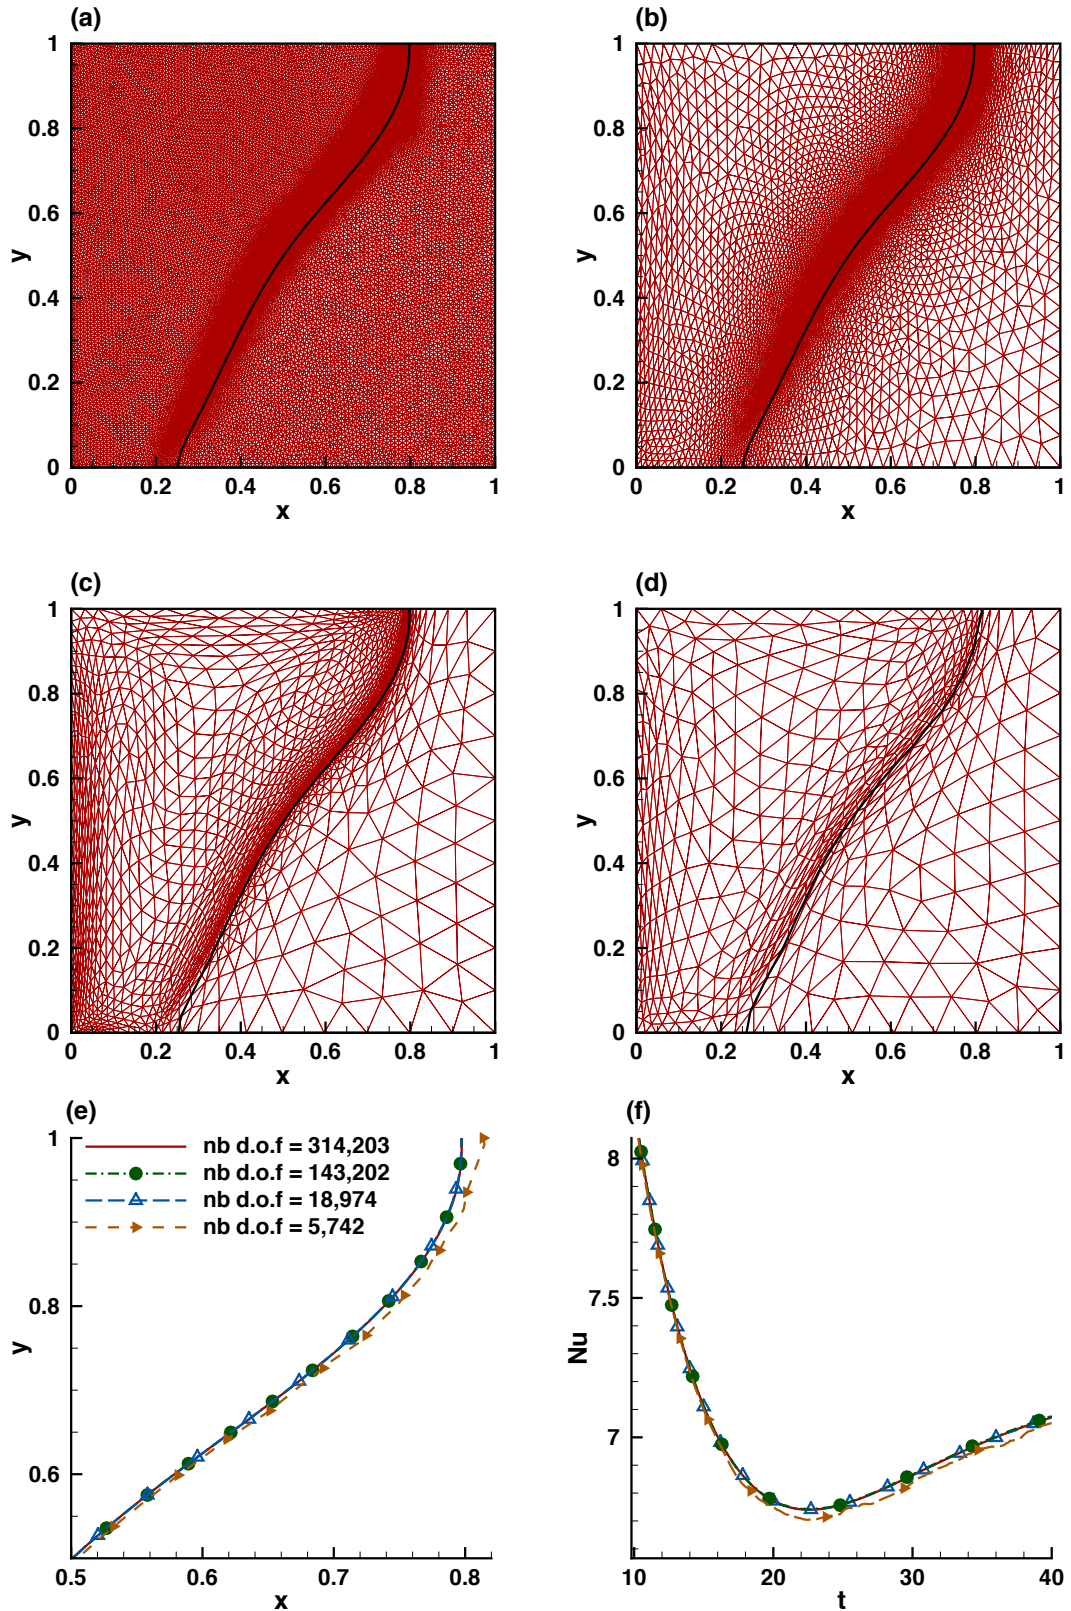 (a)
1
0.8
0.6
0.4
0.2
0
y
0 0.2 0.4 0.6 0.8 1
x
(b)
1
0.8
0.6
0.4
0.2
0
y
0 0.2 0.4 0.6 0.8 1
x
(c)
1
0.8
0.6
0.4
0.2
0
y
0 0.2 0.4 0.6 0.8 1
x
(d)
1
0.8
0.6
0.4
0.2
0
y
0 0.2 0.4 0.6 0.8 1
x
(e)
1
0.8
0.6
y
nb d.o.f = 314,203
nb d.o.f = 143,202
nb d.o.f = 18,974
nb d.o.f = 5,742
0.5 0.6 0.7 0.8
x
(f)
8
7.5
7
Nu
10 20 30 40
t